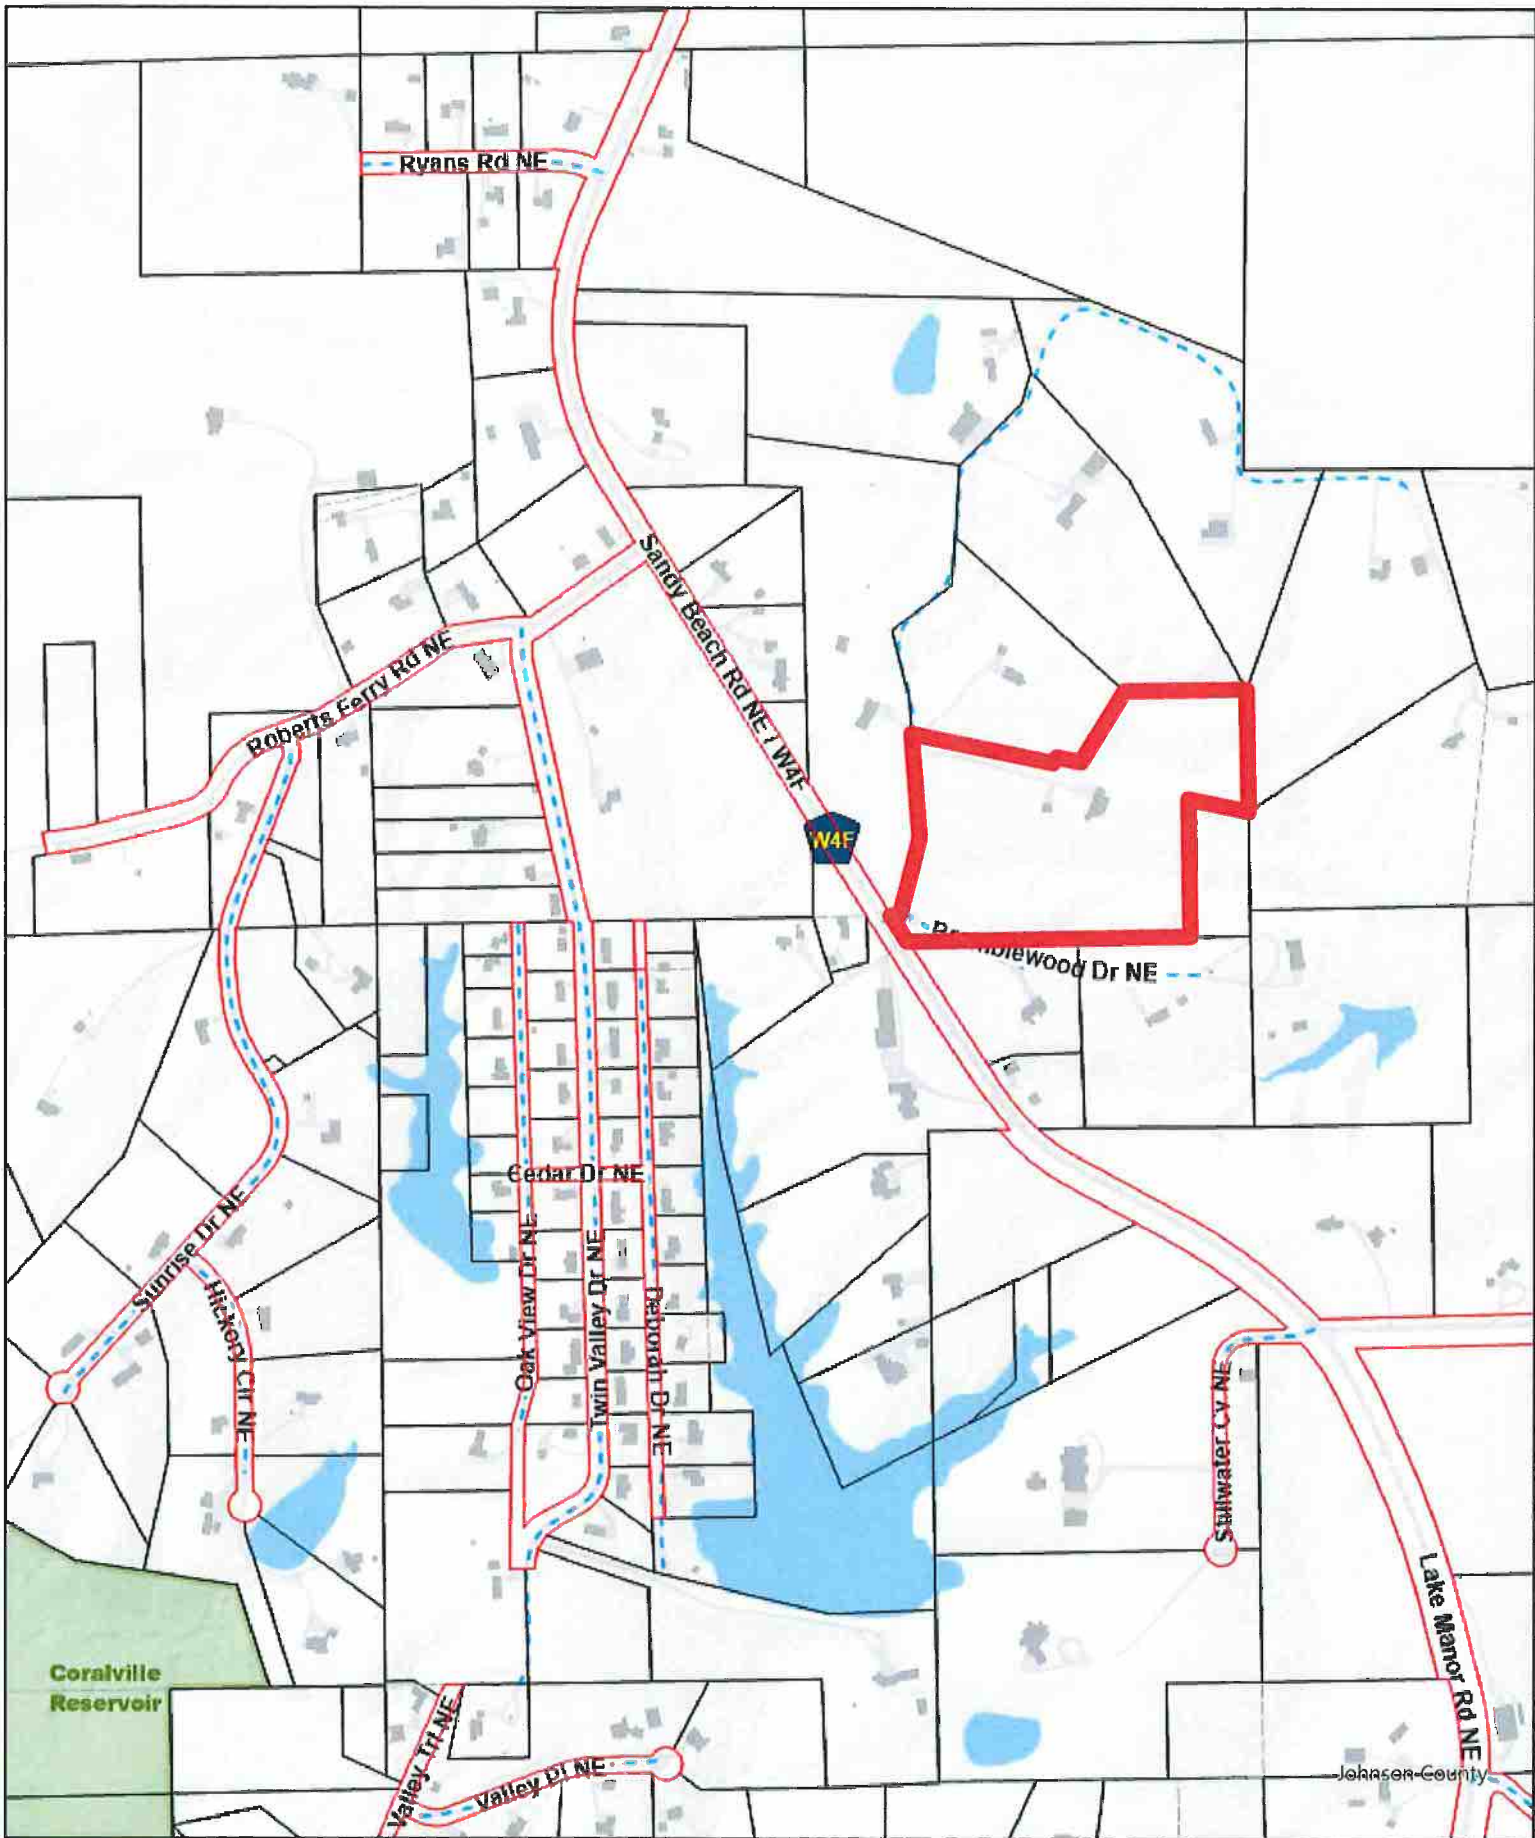 Ryans Rd NE
Sandy Beach Rd NE / W4F
Roberts Ferry Rd NE
W4F
Dr NE
Cedar Dr NE
Sunrise Dr NE
Hickory Cir NE
Oak View Dr NE
Twin Valley Dr NE
Deborah Dr NE
Stillwater Cv NE
Lake Manor Rd NE
Coralville
Reservoir
Valley Trl NE
Valley Pl NE
Johnson County